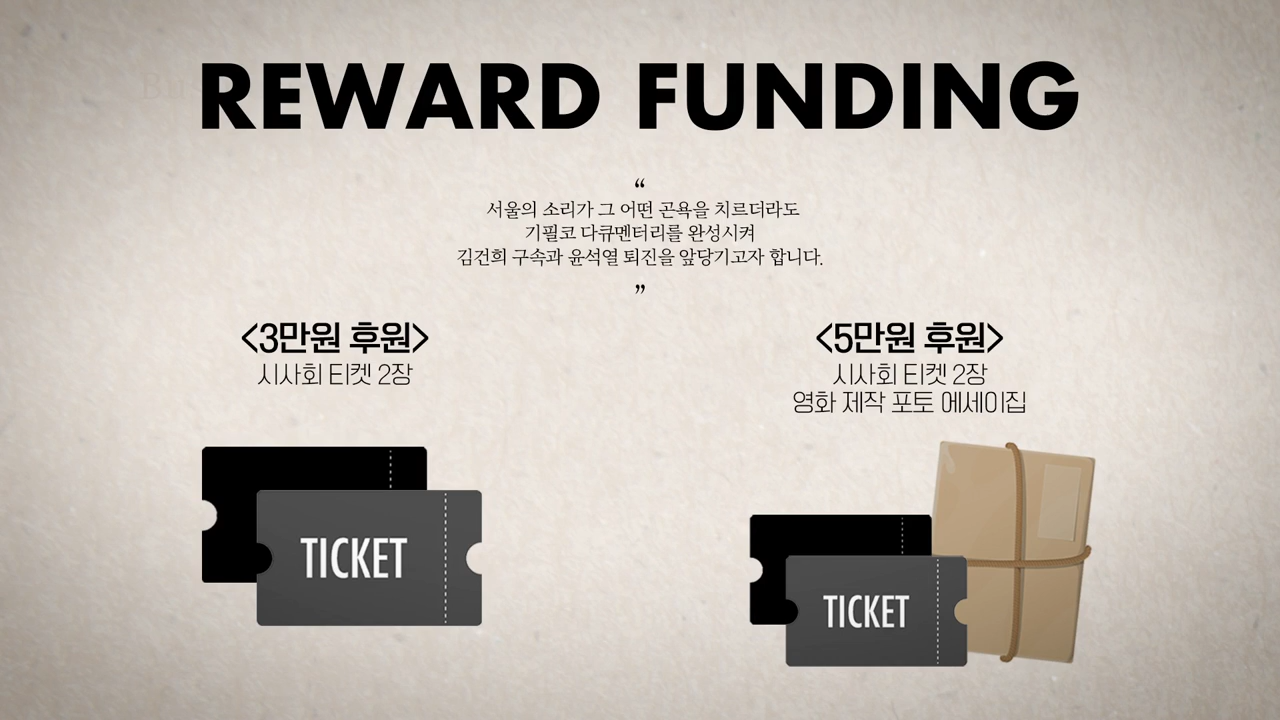 REWARD FUNDING
“
서울의 소리가 그 어떤 곤욕을 치르더라도
기필코 다큐멘터리를 완성시켜
김건희 구속과 윤석열 퇴진을 앞당기고자 합니다.
”
<3만원 후원>
시사회 티켓 2장
<5만원 후원>
시사회 티켓 2장
영화 제작 포토 에세이집
TICKET
TICKET